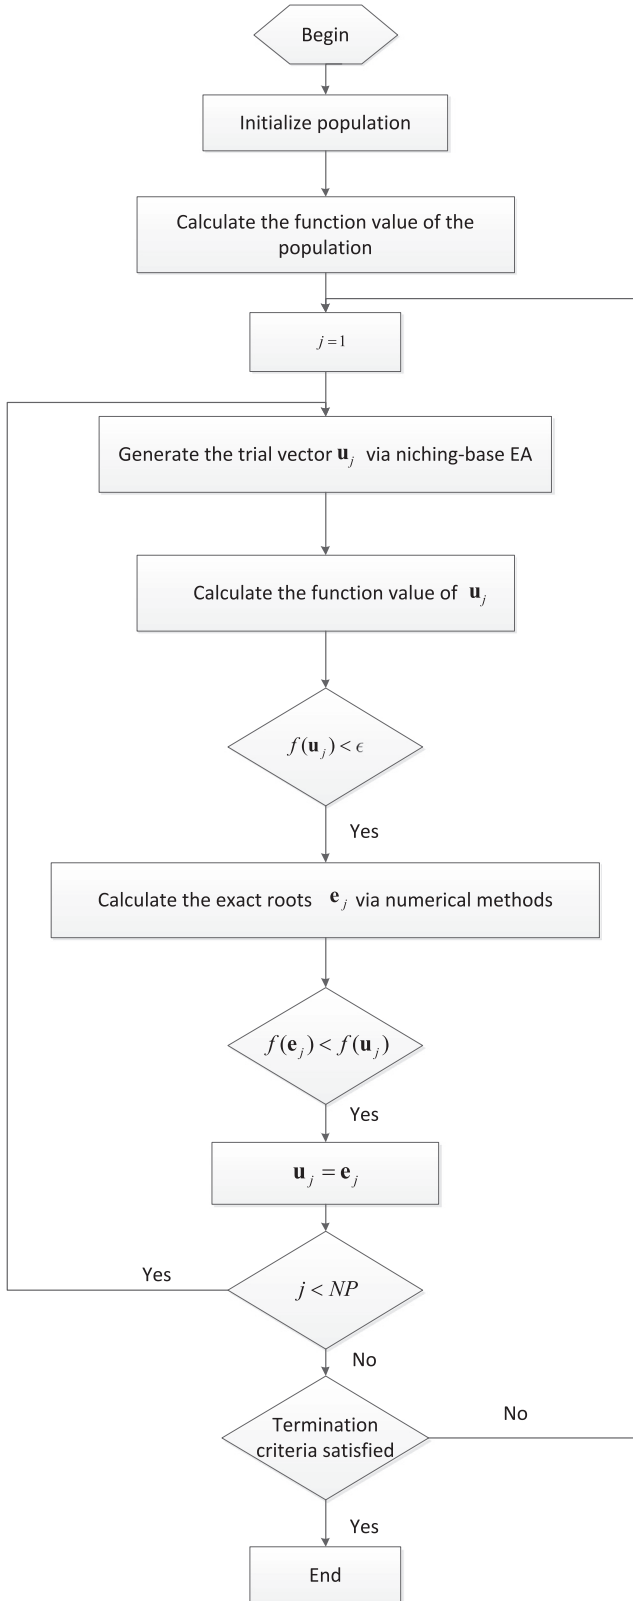 Begin
Initialize population
Calculate the function value of the
population
j = 1
Generate the trial vector u_j via niching-base EA
Calculate the function value of u_j
f(u_j) < ϵ
Yes
Calculate the exact roots e_j via numerical methods
f(e_j) < f(u_j)
Yes
u_j = e_j
Yes
j < NP
No
Termination
criteria satisfied
No
Yes
End